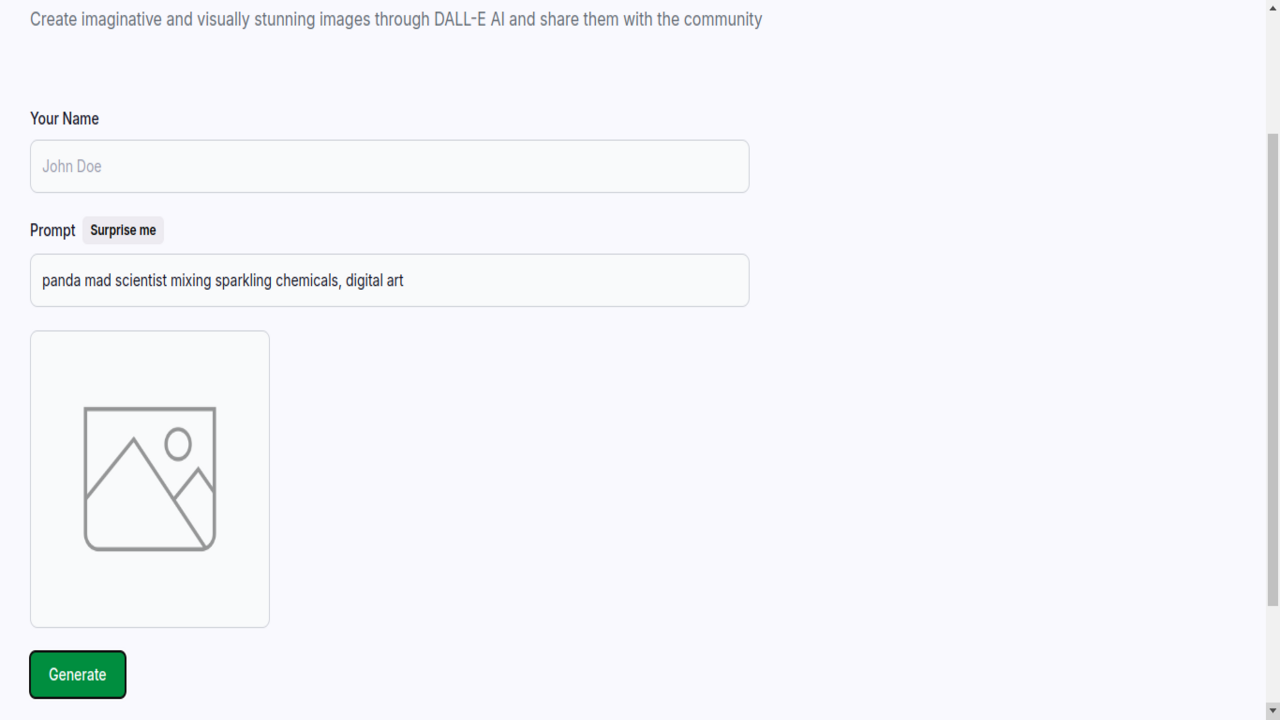 Create imaginative and visually stunning images through DALL-E AI and share them with the community
Your Name
John Doe
Prompt Surprise me
panda mad scientist mixing sparkling chemicals, digital art
Generate